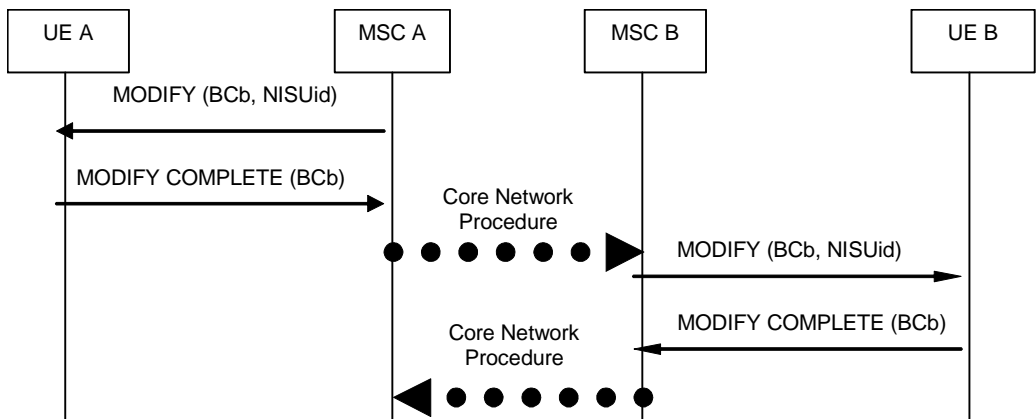 UE A
MSC A
MSC B
UE B
MODIFY (BCb, NISUid)
MODIFY COMPLETE (BCb)
Core Network
Procedure
MODIFY (BCb, NISUid)
MODIFY COMPLETE (BCb)
Core Network
Procedure